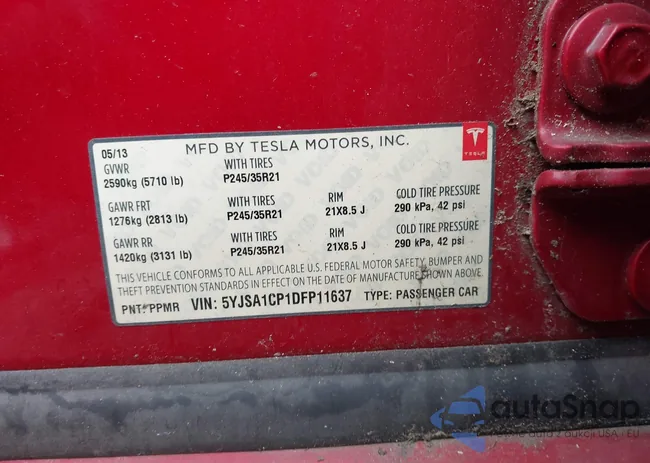 05/13 MFD BY TESLA MOTORS, INC.
TESLA
GVWR WITH TIRES
2590kg (5710 lb) P245/35R21
GAWR FRT WITH TIRES RIM COLD TIRE PRESSURE
1276kg (2813 lb) P245/35R21 21X8.5 J 290 kPa, 42 psi
GAWR RR WITH TIRES RIM COLD TIRE PRESSURE
1420kg (3131 lb) P245/35R21 21X8.5 J 290 kPa, 42 psi
THIS VEHICLE CONFORMS TO ALL APPLICABLE U.S. FEDERAL MOTOR SAFETY, BUMPER AND
THEFT PREVENTION STANDARDS IN EFFECT ON THE DATE OF MANUFACTURE SHOWN ABOVE.
PNT: PPMR VIN: 5YJSA1CP1DFP11637 TYPE: PASSENGER CAR
autoSnap
auta z aukcji USA i EU